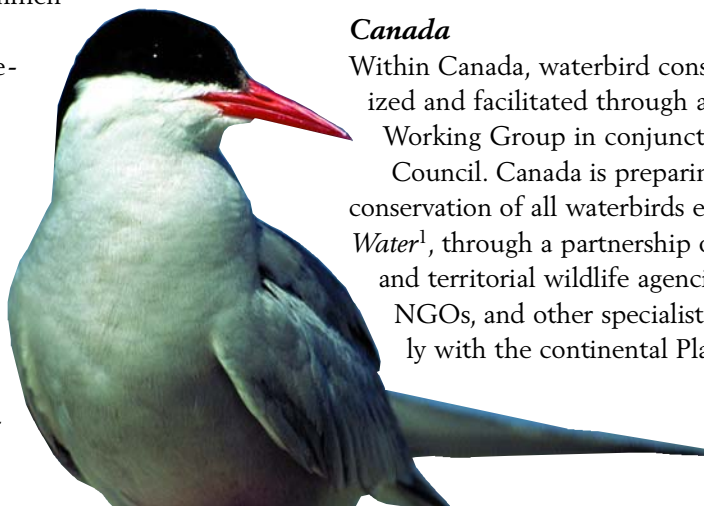 e-
Canada
Within Canada, waterbird cons
ized and facilitated through a
Working Group in conjunct
Council. Canada is preparin
conservation of all waterbirds e
Water¹, through a partnership o
and territorial wildlife agenci
NGOs, and other specialist
ly with the continental Pla